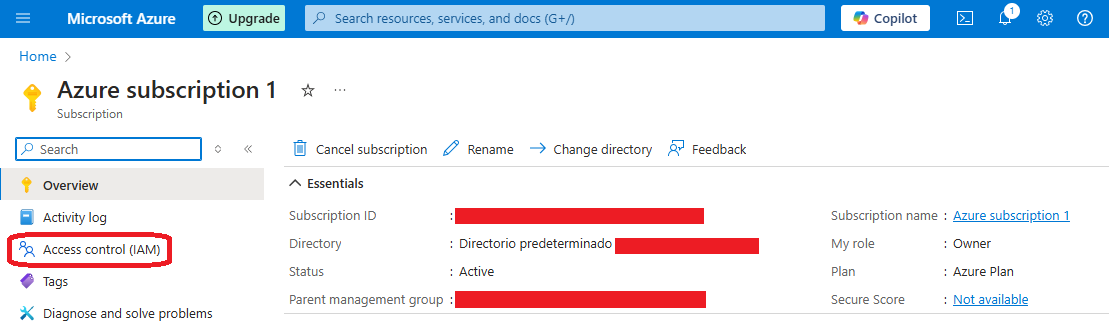 Microsoft Azure Upgrade Search resources, services, and docs (G+/) Copilot 1
Home
Azure subscription 1
Subscription
Search
Cancel subscription Rename Change directory Feedback
Overview
Essentials
Activity log
Subscription ID : Subscription name : Azure subscription 1
Access control (IAM)
Directory : Directorio predeterminado My role : Owner
Status : Active Plan : Azure Plan
Tags
Parent management group : Secure Score : Not available
Diagnose and solve problems